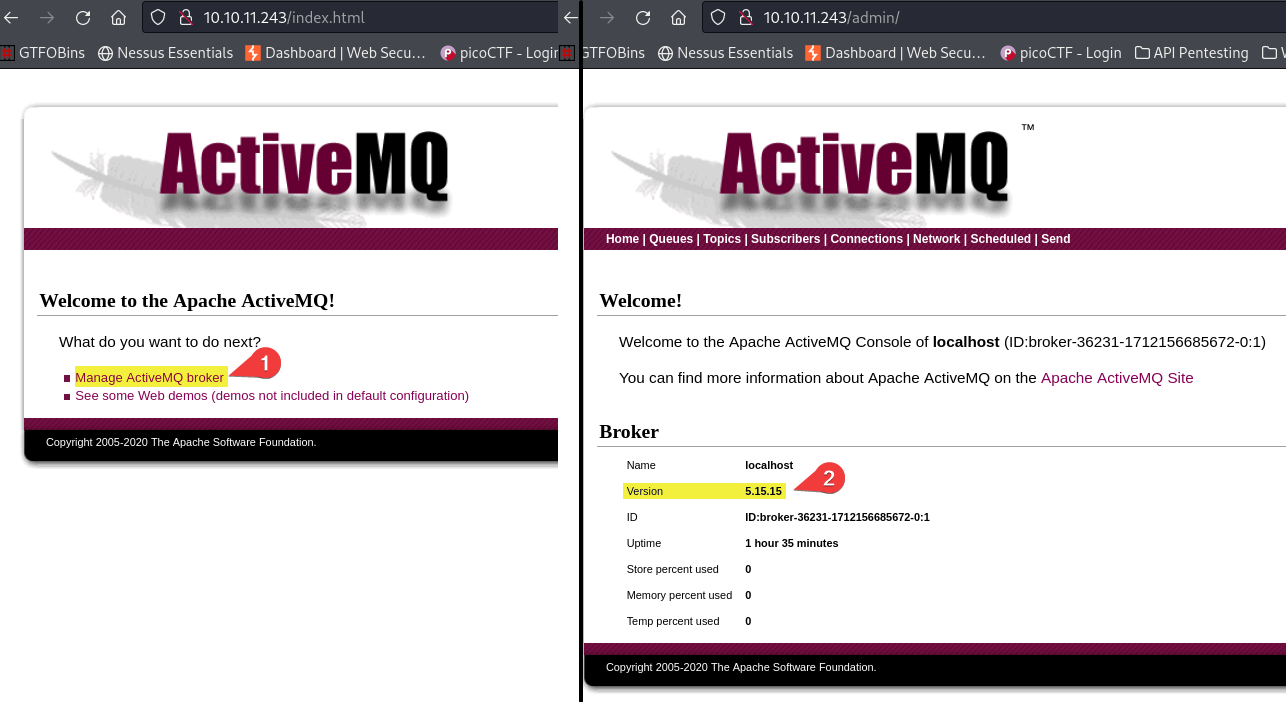 10.10.11.243/index.html
GTFOBins Nessus Essentials Dashboard | Web Secu... picoCTF - Login
ActiveMQ
Welcome to the Apache ActiveMQ!
What do you want to do next?
1
Manage ActiveMQ broker
See some Web demos (demos not included in default configuration)
Copyright 2005-2020 The Apache Software Foundation.
10.10.11.243/admin/
GTFOBins Nessus Essentials Dashboard | Web Secu... picoCTF - Login API Pentesting
ActiveMQ ™
Home | Queues | Topics | Subscribers | Connections | Network | Scheduled | Send
Welcome!
Welcome to the Apache ActiveMQ Console of localhost (ID:broker-36231-1712156685672-0:1)
You can find more information about Apache ActiveMQ on the Apache ActiveMQ Site
Broker
Name localhost
Version 5.15.15 2
ID ID:broker-36231-1712156685672-0:1
Uptime 1 hour 35 minutes
Store percent used 0
Memory percent used 0
Temp percent used 0
Copyright 2005-2020 The Apache Software Foundation.